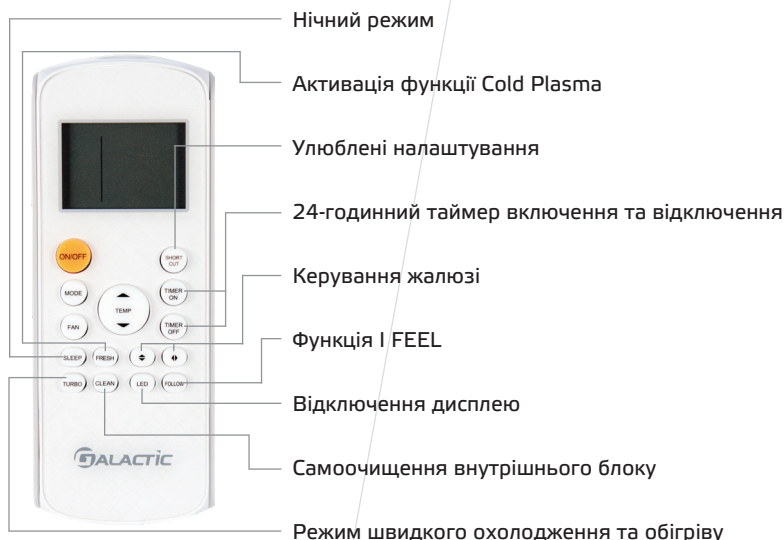 Нічний режим
Активація функції Cold Plasma
Улюблені налаштування
24-годинний таймер включення та відключення
Керування жалюзі
Функція I FEEL
Відключення дисплею
Самоочищення внутрішнього блоку
Режим швидкого охолодження та обігріву
ON/OFF
SHORT
CUT
MODE
TEMP
TIMER
ON
FAN
TIMER
OFF
SLEEP FRESH
TURBO CLEAN LED FOLLOW
GALACTIC